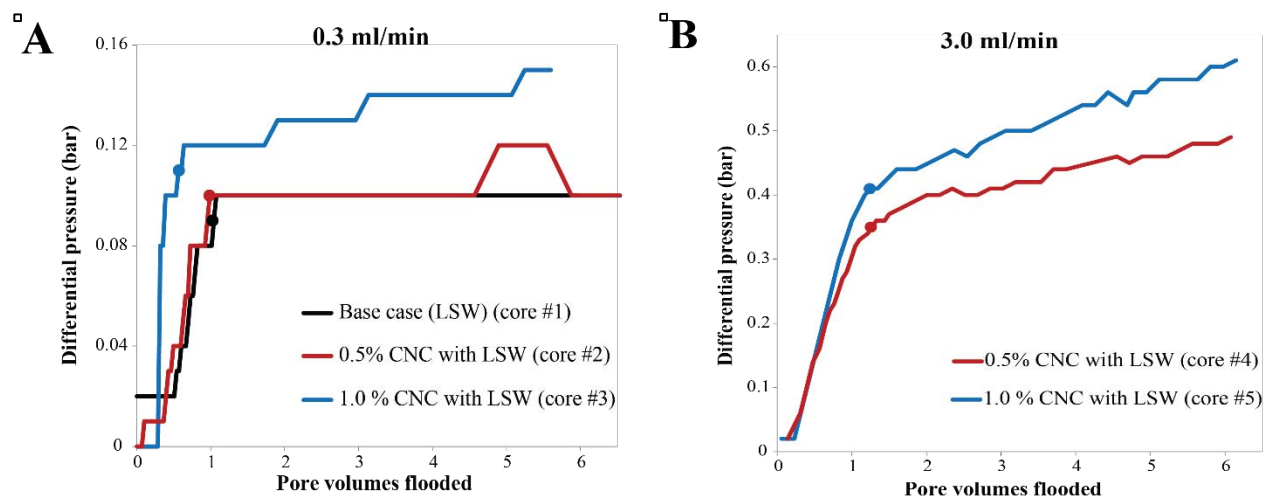 A
0.3 ml/min
Differential pressure (bar)
0.16
0.12
0.08
0.04
0
Base case (LSW) (core #1)
0.5% CNC with LSW (core #2)
1.0 % CNC with LSW (core #3)
0 1 2 3 4 5 6
Pore volumes flooded
B
3.0 ml/min
Differential pressure (bar)
0.6
0.5
0.4
0.3
0.2
0.1
0
0.5% CNC with LSW (core #4)
1.0% CNC with LSW (core #5)
0 1 2 3 4 5 6
Pore volumes flooded